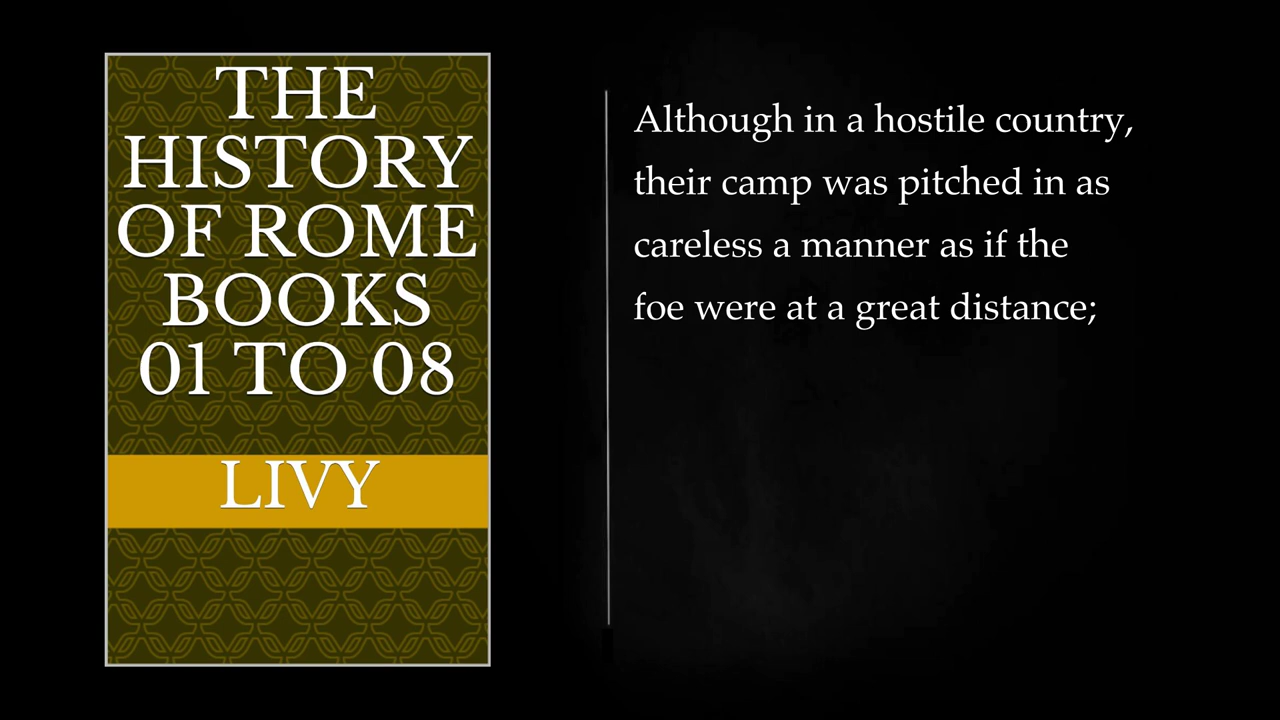 THE
HISTORY
OF ROME
BOOKS
01 TO 08
LIVY
Although in a hostile country,
their camp was pitched in as
careless a manner as if the
foe were at a great distance;